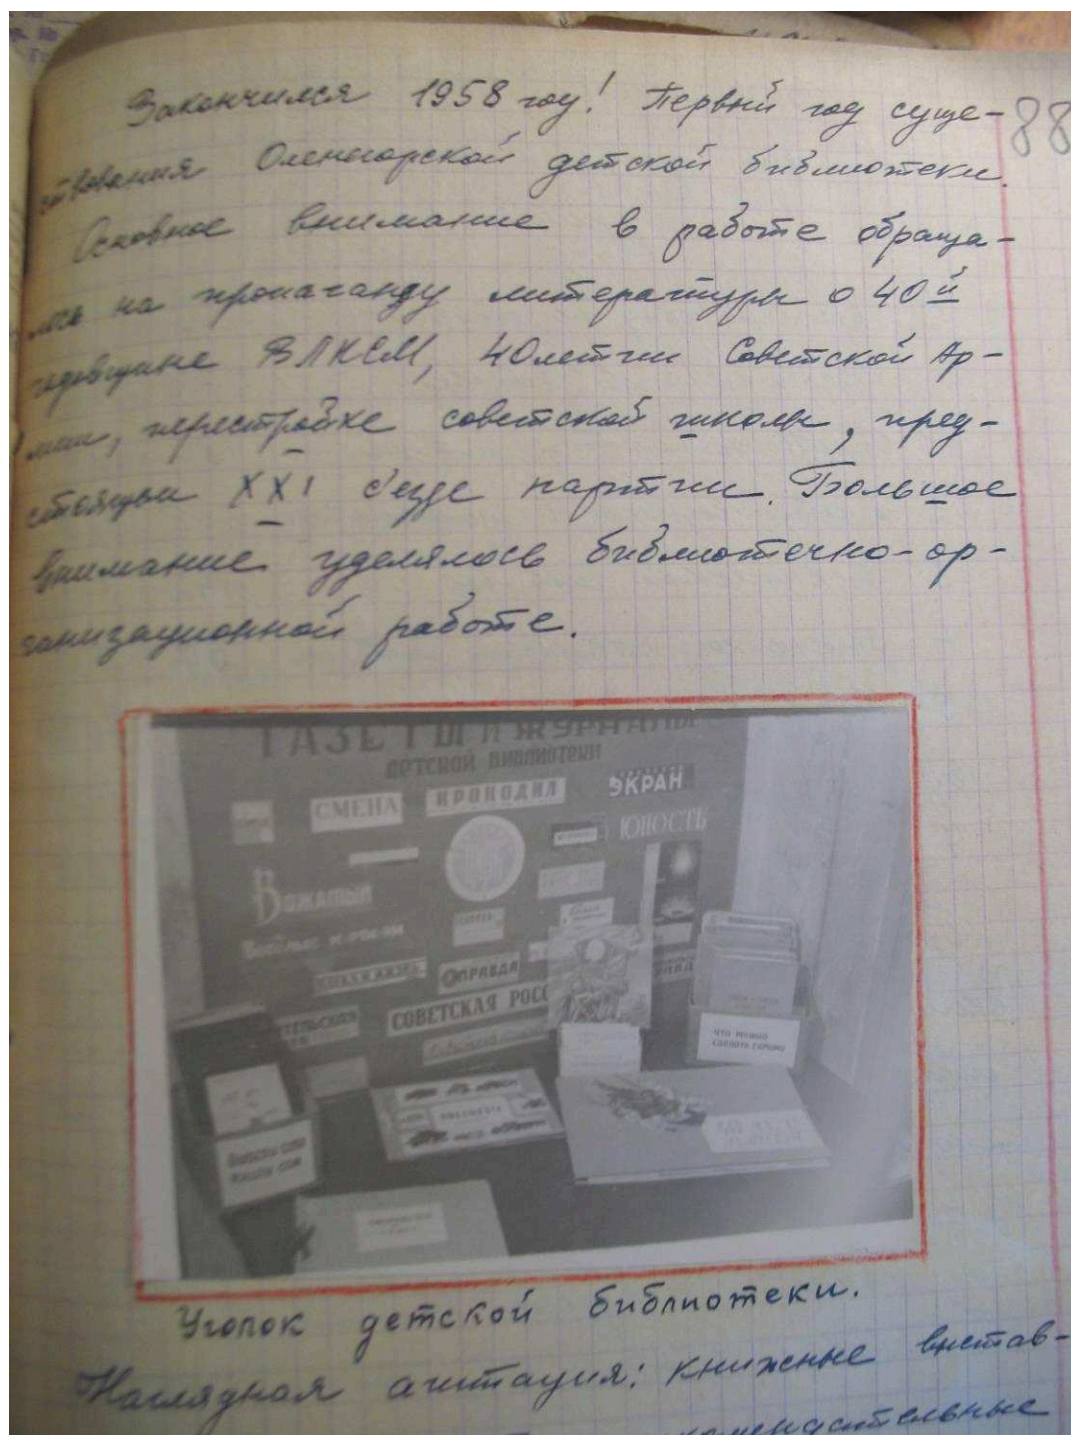 88
Закончился 1958 год! Первый год суще-
ствования Оленегорской детской библиотеки.
Основное внимание в работе обраща-
лось на пропаганду литературы о 40й
годовщине ВЛКСМ, 40летии Советской Ар-
мии, перестройке советской школы, пред-
стоящем XXI съезде партии. Большое
внимание уделялось библиотечно-ор-
ганизационной работе.
ГАЗЕТЫ И ЖУРНАЛЫ
ДЕТСКОЙ БИБЛИОТЕКИ
СМЕНА
КРОКОДИЛ
ЭКРАН
ЮНОСТЬ
ВОЖАТЫЙ
Весёлые картинки
ПРАВДА
СОВЕТСКАЯ РОСС
ЧТО МОЖНО
СДЕЛАТЬ САМОМУ
Уголок детской библиотеки.
Наглядная агитация: книжные выстав-